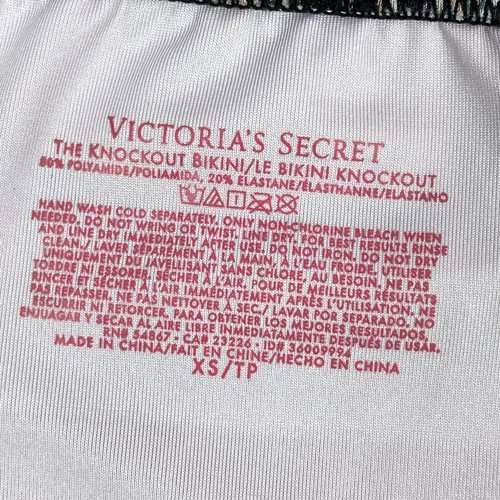 VICTORIA'S SECRET
THE KNOCKOUT BIKINI/LE BIKINI KNOCKOUT
80% POLYAMIDE/POLIAMIDA, 20% ELASTANE/ÉLASTHANNE/ELASTANO
HAND WASH COLD SEPARATELY. ONLY NON-CHLORINE BLEACH WHEN
NEEDED. DO NOT WRING OR TWIST. LINE DRY. FOR BEST RESULTS RINSE
AND LINE DRY IMMEDIATELY AFTER USE. DO NOT IRON. DO NOT DRY
CLEAN./ LAVER SÉPARÉMENT À LA MAIN, À L'EAU FROIDE. UTILISER
UNIQUEMENT DU JAVELLISANT SANS CHLORE, AU BESOIN. NE PAS
TORDRE NI ESSORER. SÉCHER À L'AIR. POUR DE MEILLEURS RÉSULTATS
RINCER ET SÉCHER À L'AIR IMMÉDIATEMENT APRÈS L'UTILISATION. NE
PAS REPASSER. NE PAS NETTOYER À SEC./ LAVAR POR SEPARADO. NO
ESCURRIR NI RETORCER. PARA OBTENER LOS MEJORES RESULTADOS,
ENJUAGAR Y SECAR AL AIRE LIBRE INMEDIATAMENTE DESPUÉS DE USAR.
RN# 54867 - CA# 23226 - ID# 36009994
MADE IN CHINA/FAIT EN CHINE/HECHO EN CHINA
XS/TP